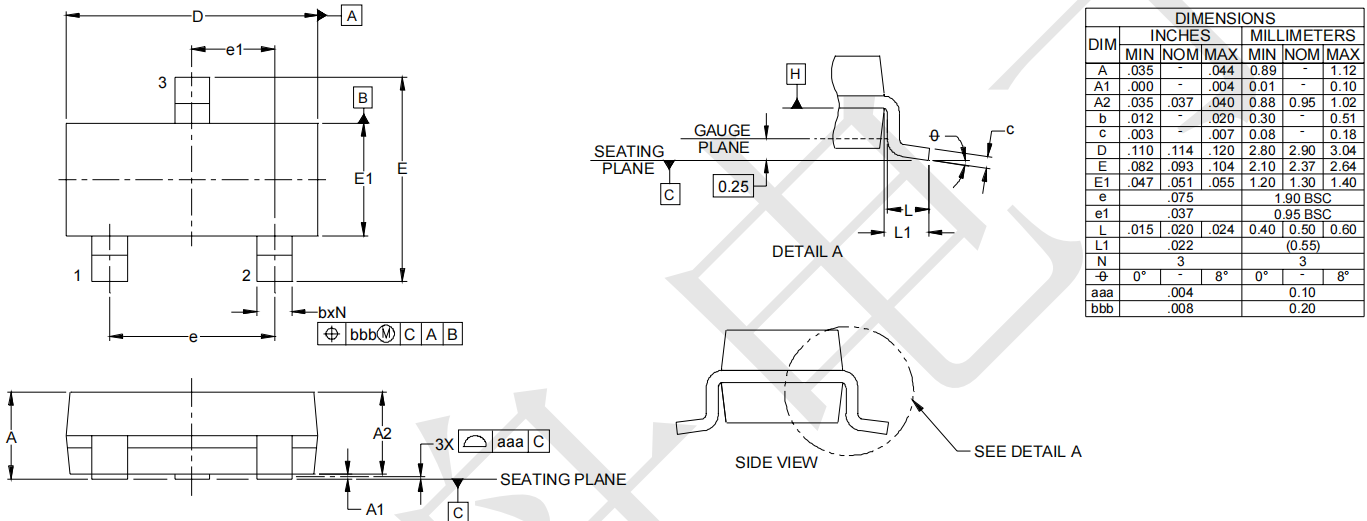 D
A
e1
3
B
E1
E
1
2
bxN
⌖ bbbⓂ C A B
e
A
A2
3X ⌓ aaa C
SEATING PLANE
A1
C
H
GAUGE
PLANE
SEATING
PLANE
C
0.25
θ
c
L
L1
DETAIL A
SIDE VIEW
SEE DETAIL A
DIMENSIONS
DIM INCHES MILLIMETERS
MIN NOM MAX MIN NOM MAX
A .035 - .044 0.89 - 1.12
A1 .000 - .004 0.01 - 0.10
A2 .035 .037 .040 0.88 0.95 1.02
b .012 - .020 0.30 - 0.51
c .003 - .007 0.08 - 0.18
D .110 .114 .120 2.80 2.90 3.04
E .082 .093 .104 2.10 2.37 2.64
E1 .047 .051 .055 1.20 1.30 1.40
e .075 1.90 BSC
e1 .037 0.95 BSC
L .015 .020 .024 0.40 0.50 0.60
L1 .022 (0.55)
N 3 3
θ 0° - 8° 0° - 8°
aaa .004 0.10
bbb .008 0.20